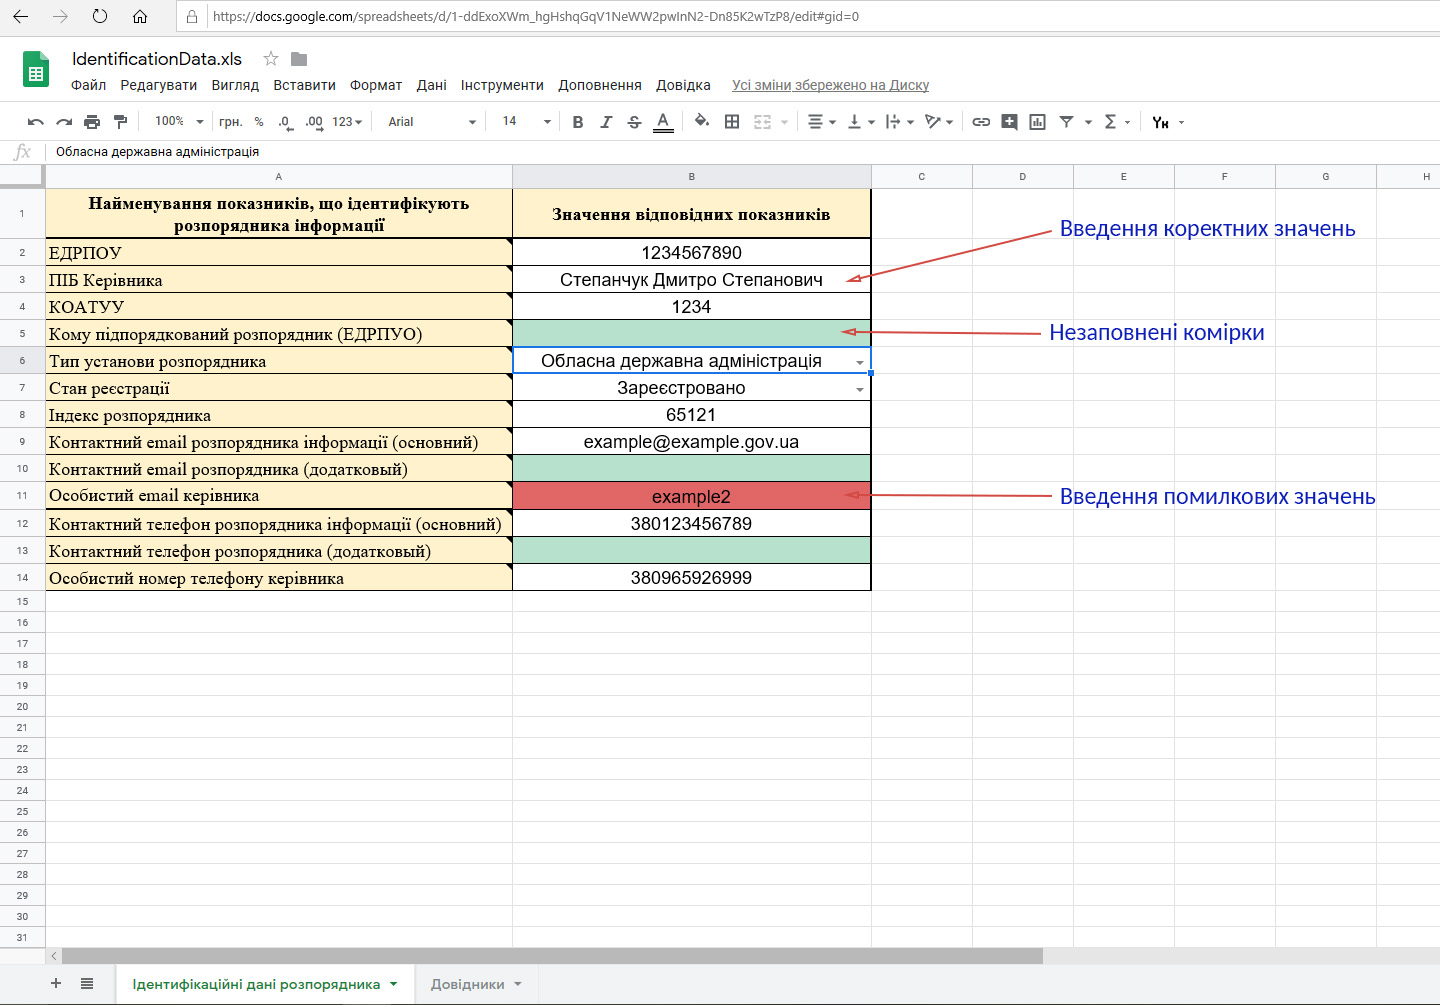 https://docs.google.com/spreadsheets/d/1-ddExoXWm_hgHshqGqV1NeWW2pwInN2-Dn85K2wTzP8/edit#gid=0
IdentificationData.xls
Файл Редагувати Вигляд Вставити Формат Дані Інструменти Доповнення Довідка Усі зміни збережено на Диску
100% грн. % .0 .00 123 Arial 14 B I S A Σ Ун
fx Обласна державна адміністрація
A B C D E F G H
1 Найменування показників, що ідентифікують
розпорядника інформації
Значення відповідних показників
Введення коректних значень
2 ЕДРПОУ 1234567890
3 ПІБ Керівника Степанчук Дмитро Степанович
4 КОАТУУ 1234
5 Кому підпорядкований розпорядник (ЕДРПУО) Незаповнені комірки
6 Тип установи розпорядника Обласна державна адміністрація
7 Стан реєстрації Зареєстровано
8 Індекс розпорядника 65121
9 Контактний email розпорядника інформації (основний) example@example.gov.ua
10 Контактний email розпорядника (додатковый)
11 Особистий email керівника example2 Введення помилкових значень
12 Контактний телефон розпорядника інформації (основний) 380123456789
13 Контактний телефон розпорядника (додатковый)
14 Особистий номер телефону керівника 380965926999
15
16
17
18
19
20
21
22
23
24
25
26
27
28
29
30
31
Ідентифікаційні дані розпорядника Довідники